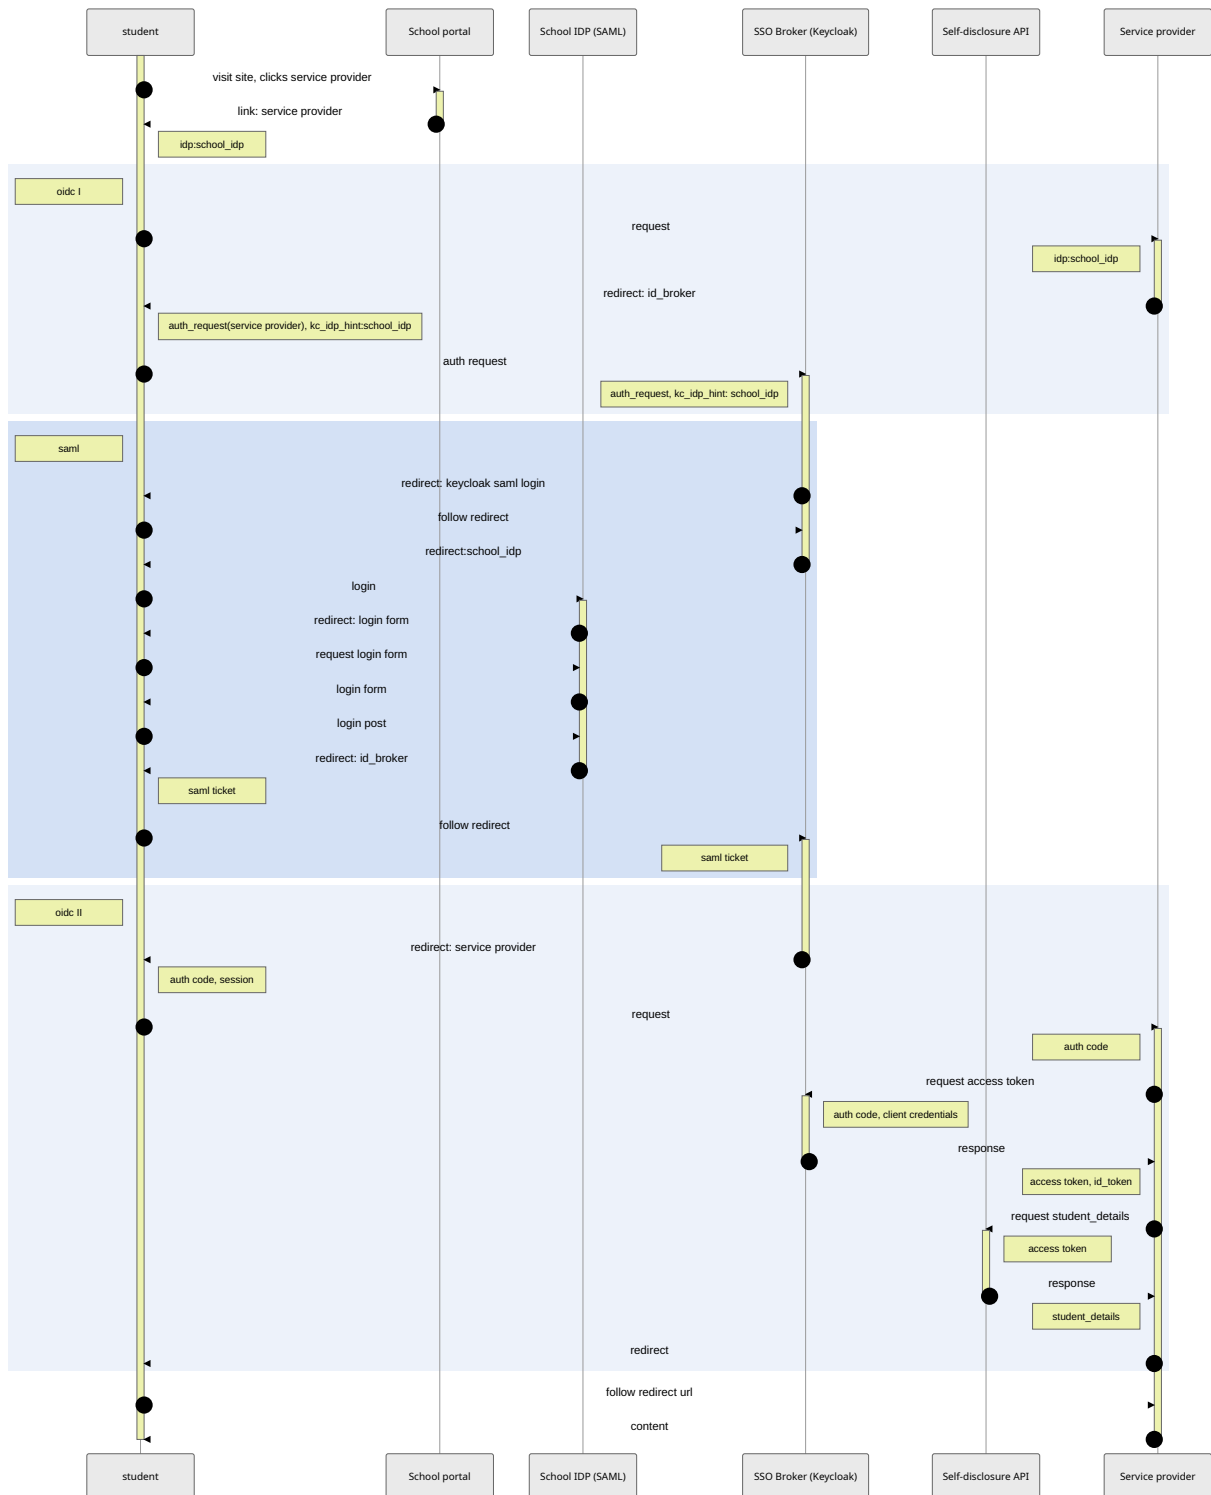 student
School portal
School IDP (SAML)
SSO Broker (Keycloak)
Self-disclosure API
Service provider
visit site, clicks service provider
link: service provider
idp:school_idp
oidc I
request
idp:school_idp
redirect: id_broker
auth_request(service provider), kc_idp_hint:school_idp
auth request
auth_request, kc_idp_hint: school_idp
saml
redirect: keycloak saml login
follow redirect
redirect:school_idp
login
redirect: login form
request login form
login form
login post
redirect: id_broker
saml ticket
follow redirect
saml ticket
oidc II
redirect: service provider
auth code, session
request
auth code
request access token
auth code, client credentials
response
access token, id_token
request student_details
access token
response
student_details
redirect
follow redirect url
content
student
School portal
School IDP (SAML)
SSO Broker (Keycloak)
Self-disclosure API
Service provider